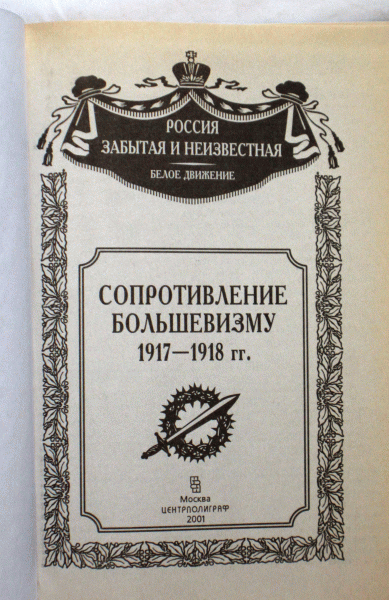 РОССИЯ
ЗАБЫТАЯ И НЕИЗВЕСТНАЯ
БЕЛОЕ ДВИЖЕНИЕ
СОПРОТИВЛЕНИЕ
БОЛЬШЕВИЗМУ
1917—1918 гг.
Москва
ЦЕНТРПОЛИГРАФ
2001